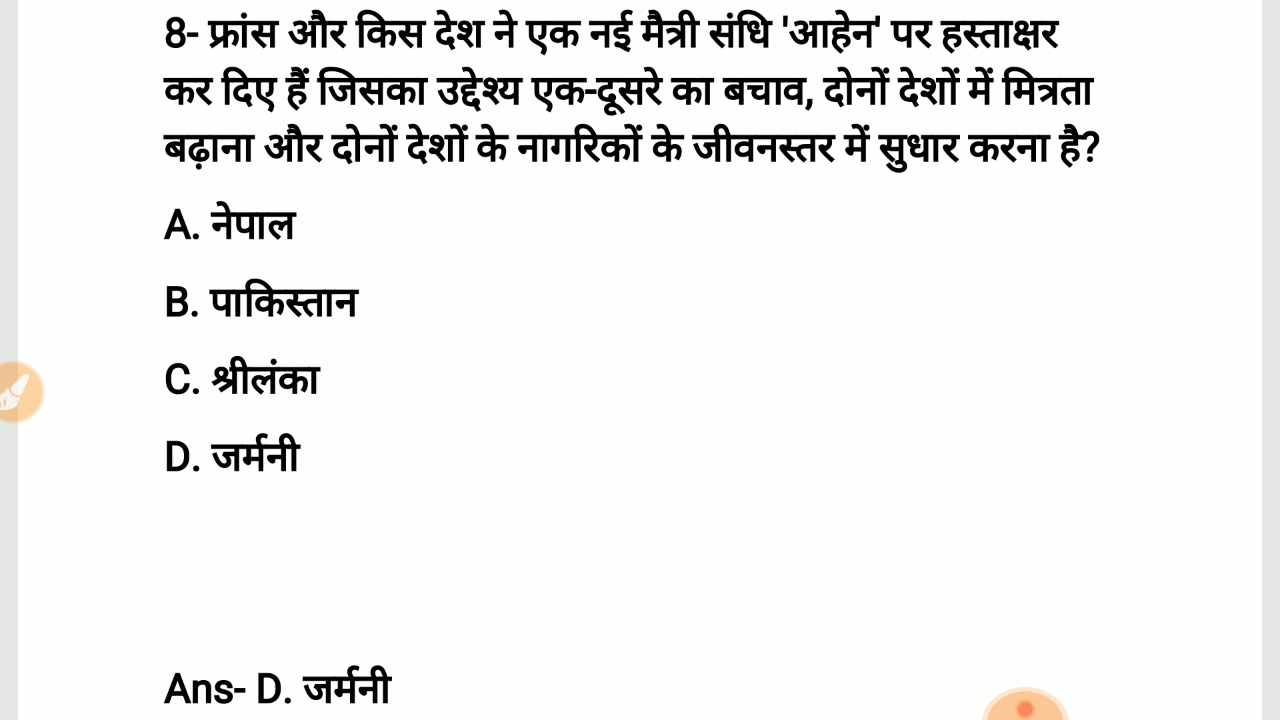 8- फ्रांस और किस देश ने एक नई मैत्री संधि 'आहेन' पर हस्ताक्षर
कर दिए हैं जिसका उद्देश्य एक-दूसरे का बचाव, दोनों देशों में मित्रता
बढ़ाना और दोनों देशों के नागरिकों के जीवनस्तर में सुधार करना है?
A. नेपाल
B. पाकिस्तान
C. श्रीलंका
D. जर्मनी
Ans- D. जर्मनी